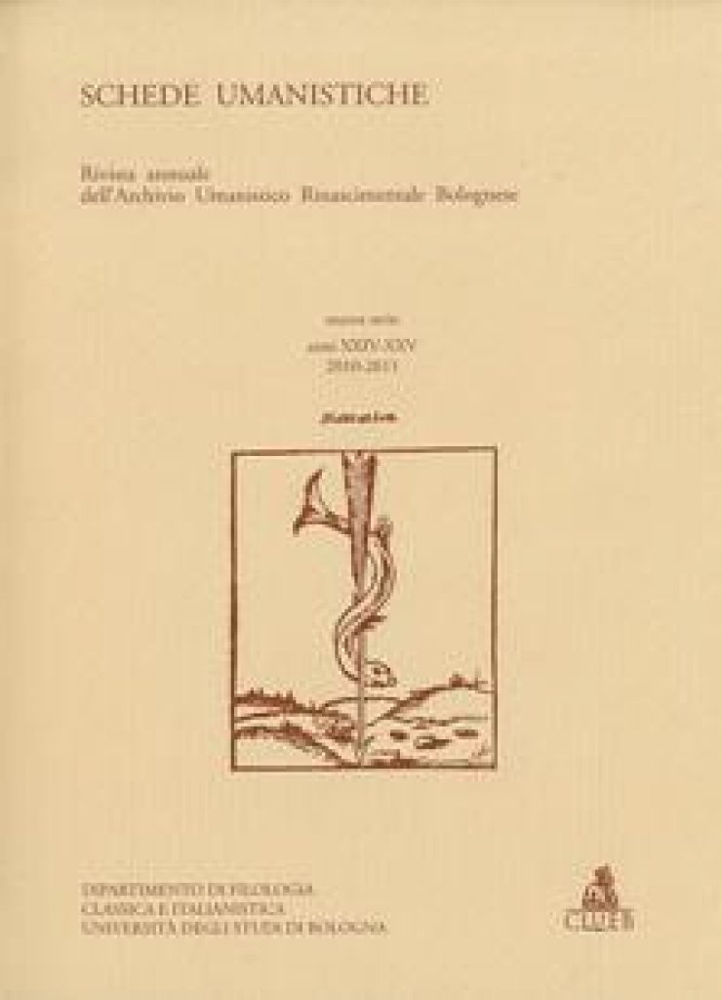 SCHEDE UMANISTICHE
Rivista annuale
dell'Archivio Umanistico Rinascimentale Bolognese
nuova serie
anni XXIV-XXV
2010-2011
DIPARTIMENTO DI FILOLOGIA
CLASSICA E ITALIANISTICA
UNIVERSITÀ DEGLI STUDI DI BOLOGNA
CLUEB